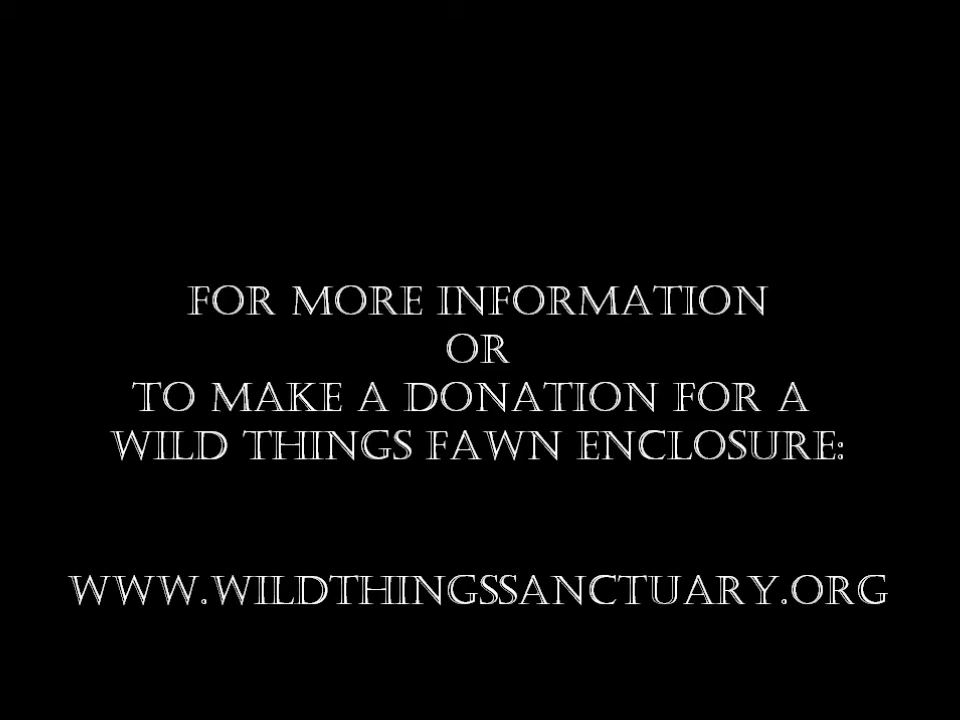 FOR MORE INFORMATION
OR
TO MAKE A DONATION FOR A
WILD THINGS FAWN ENCLOSURE:
WWW.WILDTHINGSSANCTUARY.ORG